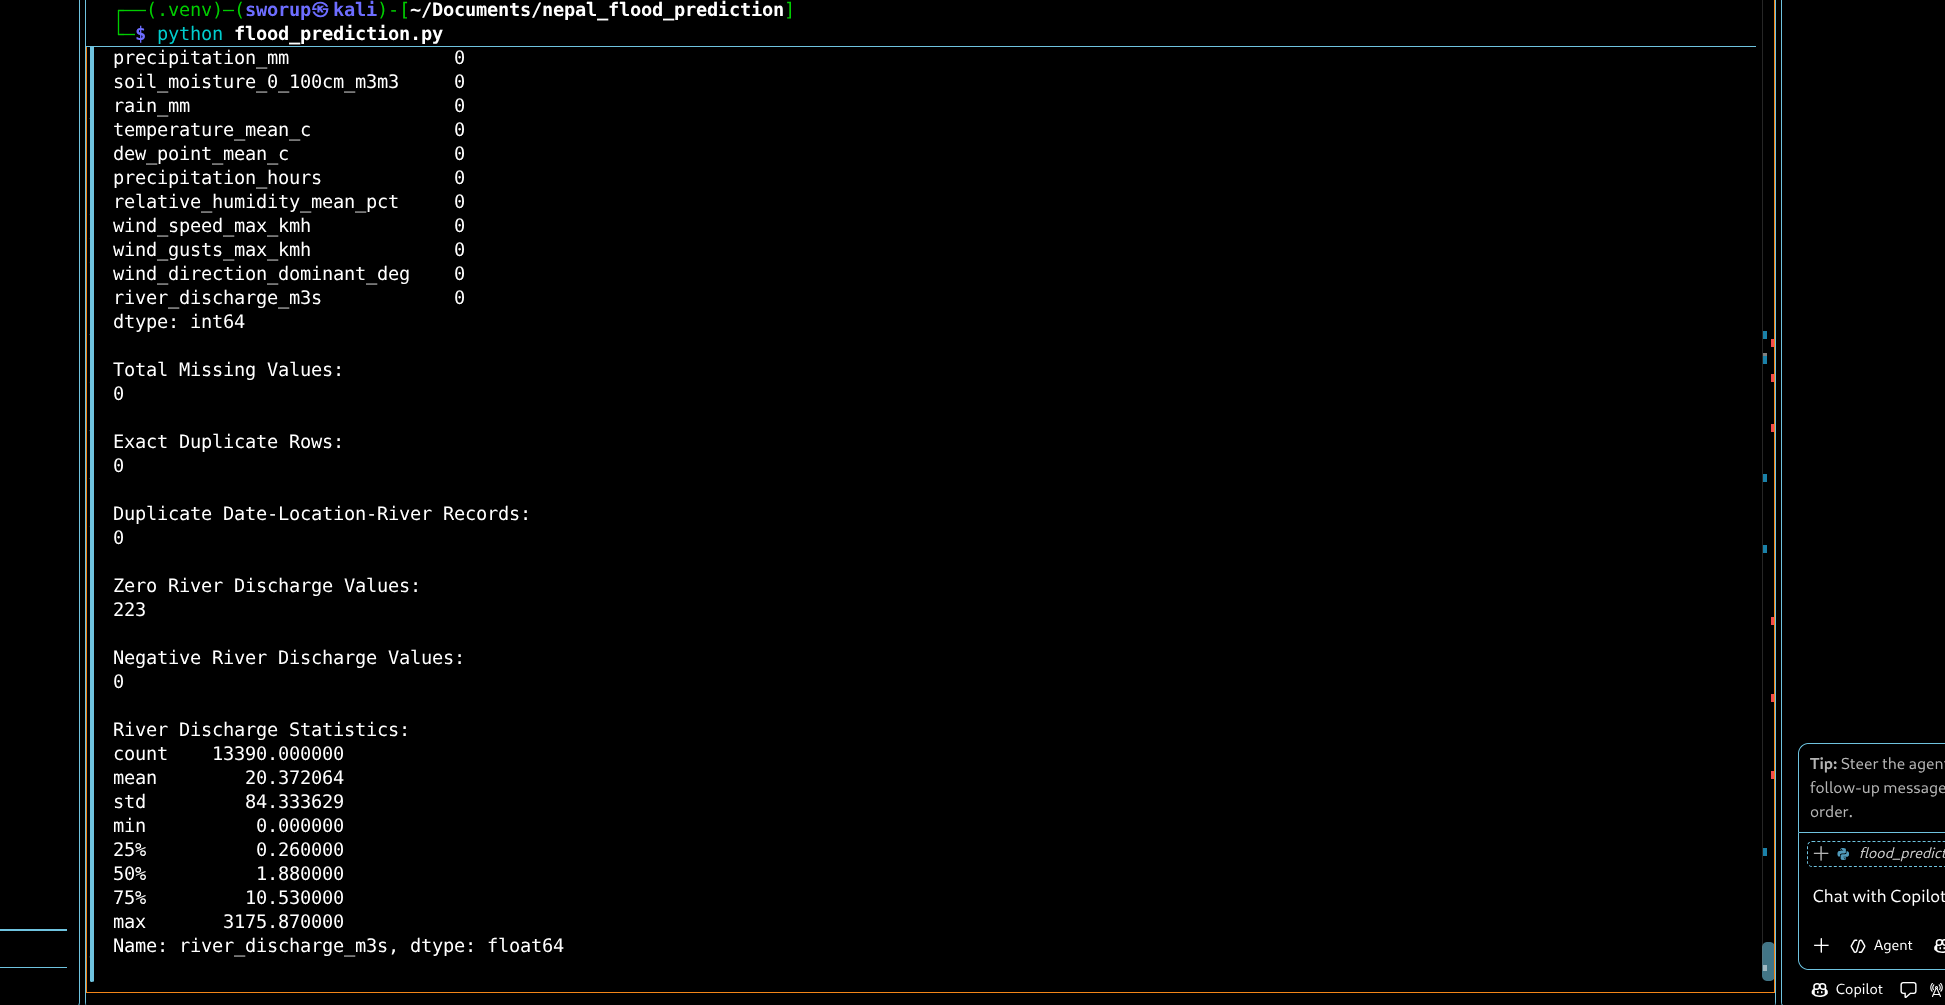 (.venv)-(sworup㉿kali)-[~/Documents/nepal_flood_prediction]
$ python flood_prediction.py
precipitation_mm 0
soil_moisture_0_100cm_m3m3 0
rain_mm 0
temperature_mean_c 0
dew_point_mean_c 0
precipitation_hours 0
relative_humidity_mean_pct 0
wind_speed_max_kmh 0
wind_gusts_max_kmh 0
wind_direction_dominant_deg 0
river_discharge_m3s 0
dtype: int64
Total Missing Values:
0
Exact Duplicate Rows:
0
Duplicate Date-Location-River Records:
0
Zero River Discharge Values:
223
Negative River Discharge Values:
0
River Discharge Statistics:
count 13390.000000
mean 20.372064
std 84.333629
min 0.000000
25% 0.260000
50% 1.880000
75% 10.530000
max 3175.870000
Name: river_discharge_m3s, dtype: float64
Tip: Steer the agen
follow-up message
order.
flood_predict
Chat with Copilot
Agent
Copilot